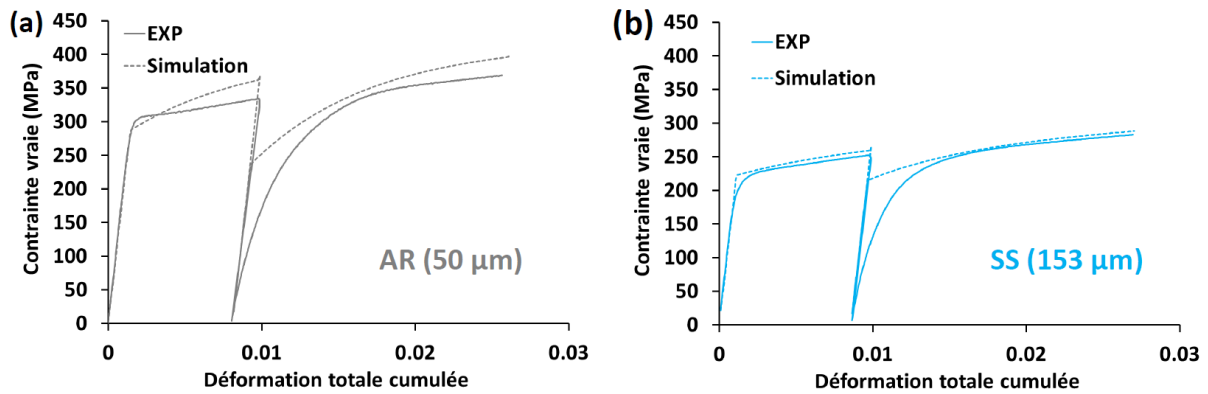 (a)
450
400
350
300
250
200
150
100
50
0
Contrainte vraie (MPa)
EXP
Simulation
AR (50 µm)
0
0.01
0.02
0.03
Déformation totale cumulée
(b)
450
400
350
300
250
200
150
100
50
0
Contrainte vraie (MPa)
EXP
Simulation
SS (153 µm)
0
0.01
0.02
0.03
Déformation totale cumulée